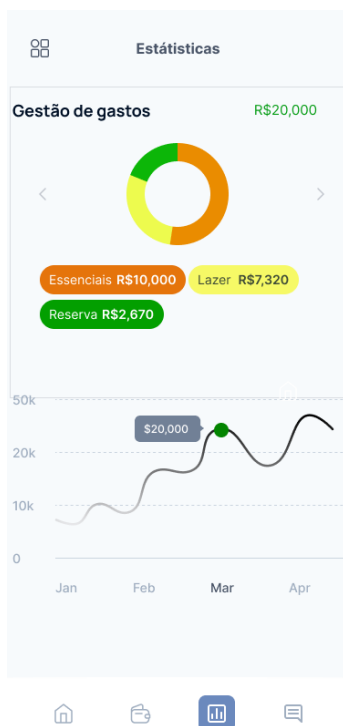 Estátisticas
Gestão de gastos R$20,000
Essenciais R$10,000 Lazer R$7,320
Reserva R$2,670
50k
$20,000
20k
10k
0
Jan Feb Mar Apr